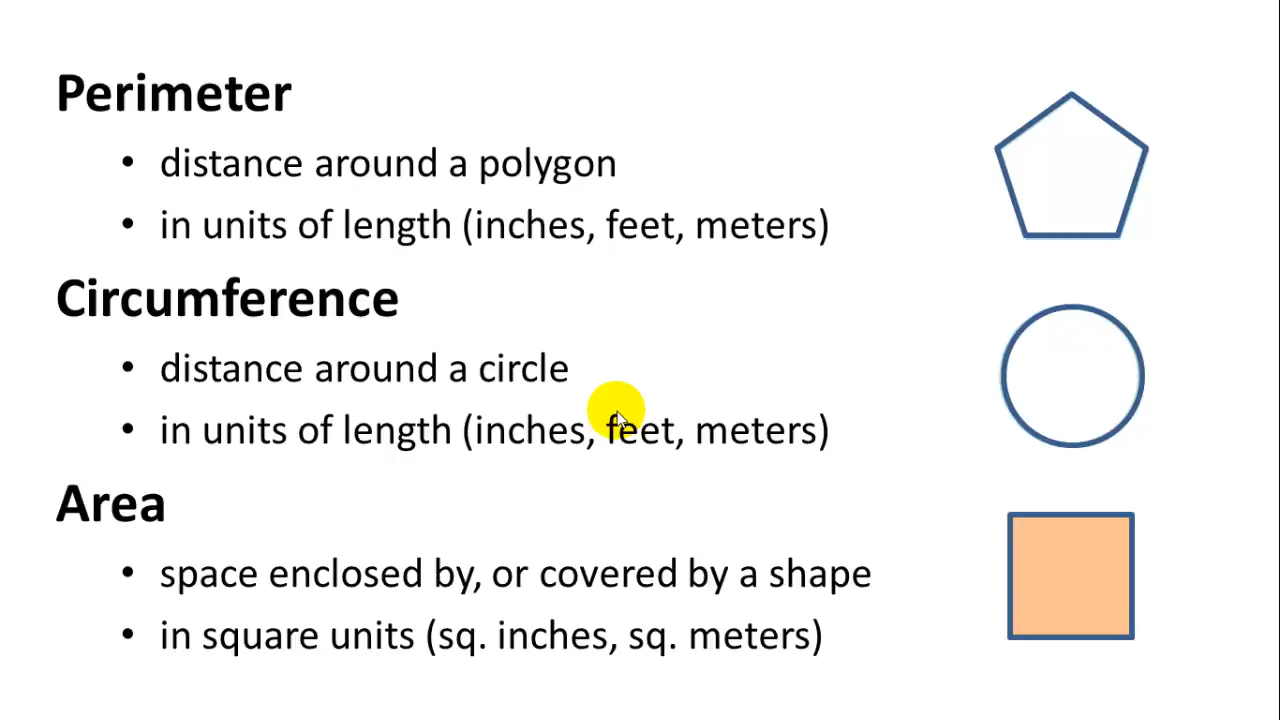 Perimeter
• distance around a polygon
• in units of length (inches, feet, meters)
Circumference
• distance around a circle
• in units of length (inches, feet, meters)
Area
• space enclosed by, or covered by a shape
• in square units (sq. inches, sq. meters)